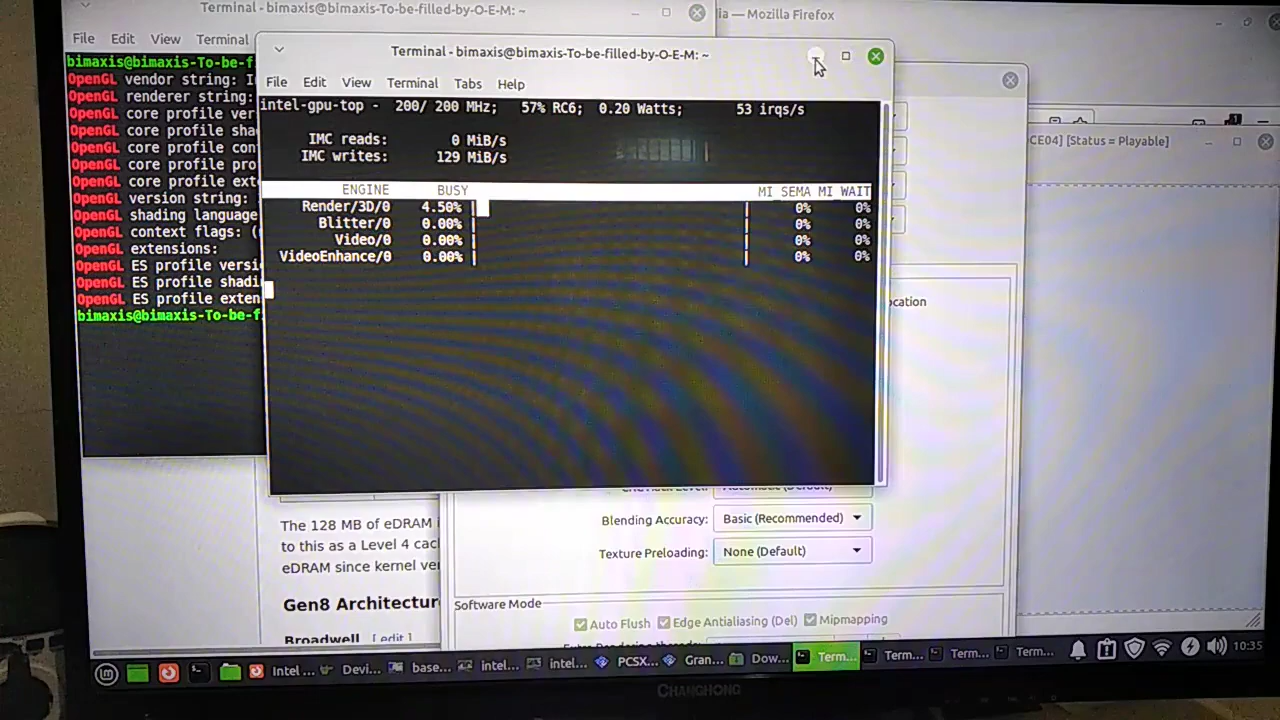 Terminal - bimaxis@bimaxis-To-be-filled-by-O-E-M: ~
ia — Mozilla Firefox
File Edit View Terminal
bimaxis@bimaxis-To-be-f
OpenGL vendor string: I
OpenGL renderer string:
OpenGL core profile ver
OpenGL core profile sha
OpenGL core profile con
OpenGL core profile pro
OpenGL core profile ext
OpenGL version string:
OpenGL shading language
OpenGL context flags: (
OpenGL extensions:
OpenGL ES profile versi
OpenGL ES profile shadi
OpenGL ES profile exten
bimaxis@bimaxis-To-be-f
Terminal - bimaxis@bimaxis-To-be-filled-by-O-E-M: ~
File Edit View Terminal Tabs Help
intel-gpu-top - 200/ 200 MHz; 57% RC6; 0.20 Watts; 53 irqs/s
IMC reads: 0 MiB/s
IMC writes: 129 MiB/s
ENGINE BUSY MI_SEMA MI_WAIT
Render/3D/0 4.50% 0% 0%
Blitter/0 0.00% 0% 0%
Video/0 0.00% 0% 0%
VideoEnhance/0 0.00% 0% 0%
CE04] [Status = Playable]
ocation
Blending Accuracy: Basic (Recommended)
Texture Preloading: None (Default)
Software Mode
Auto Flush Edge Antialiasing (Del) Mipmapping
The 128 MB of eDRAM i
to this as a Level 4 cac
eDRAM since kernel ver
Gen8 Architectur
Broadwell [ edit ]
Intel ... Devi... base... intel... intel... PCSX... Gran... Dow... Term... Term... Term... Term... 10:35
CHANGHONG